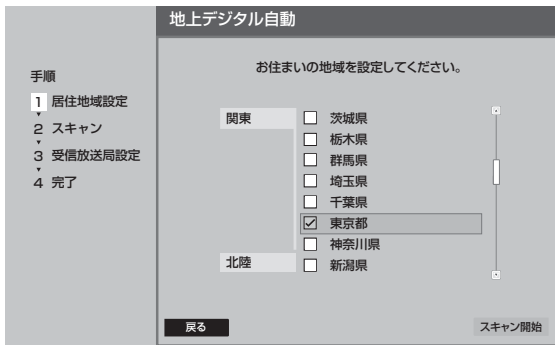 地上デジタル自動
手順
1 居住地域設定
2 スキャン
3 受信放送局設定
4 完了
お住まいの地域を設定してください。
関東
茨城県
栃木県
群馬県
埼玉県
千葉県
東京都
神奈川県
北陸
新潟県
戻る
スキャン開始